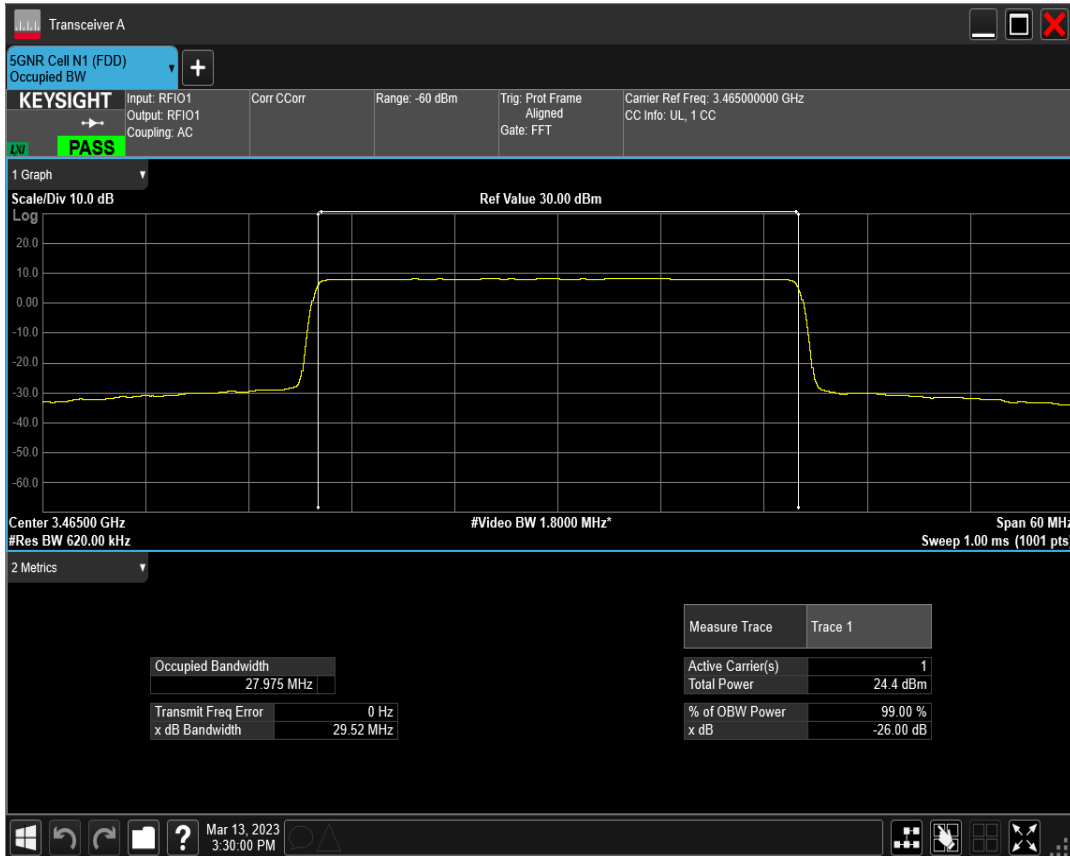 Transceiver A
5GNR Cell N1 (FDD)
Occupied BW
+
KEYSIGHT
LXI
PASS
Input: RFIO1
Output: RFIO1
Coupling: AC
Corr CCorr
Range: -60 dBm
Trig: Prot Frame
Aligned
Gate: FFT
Carrier Ref Freq: 3.465000000 GHz
CC Info: UL, 1 CC
1 Graph
Scale/Div 10.0 dB
Ref Value 30.00 dBm
Log
20.0
10.0
0.00
-10.0
-20.0
-30.0
-40.0
-50.0
-60.0
Center 3.46500 GHz
#Video BW 1.8000 MHz*
Span 60 MHz
#Res BW 620.00 kHz
Sweep 1.00 ms (1001 pts)
2 Metrics
Measure Trace Trace 1
Occupied Bandwidth
27.975 MHz
Active Carrier(s) 1
Total Power 24.4 dBm
Transmit Freq Error 0 Hz
x dB Bandwidth 29.52 MHz
% of OBW Power 99.00 %
x dB -26.00 dB
?
Mar 13, 2023
3:30:00 PM